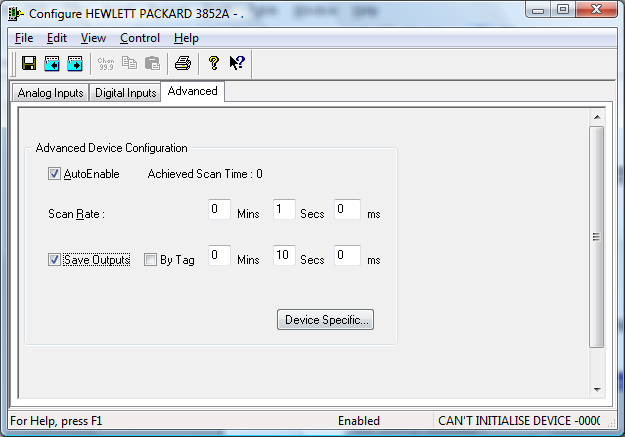 Configure HEWLETT PACKARD 3852A - .
File Edit View Control Help
Chan
99.9
Analog Inputs Digital Inputs Advanced
Advanced Device Configuration
AutoEnable Achieved Scan Time : 0
Scan Rate : 0 Mins 1 Secs 0 ms
Save Outputs By Tag 0 Mins 10 Secs 0 ms
Device Specific...
For Help, press F1 Enabled CAN'T INITIALISE DEVICE -0000